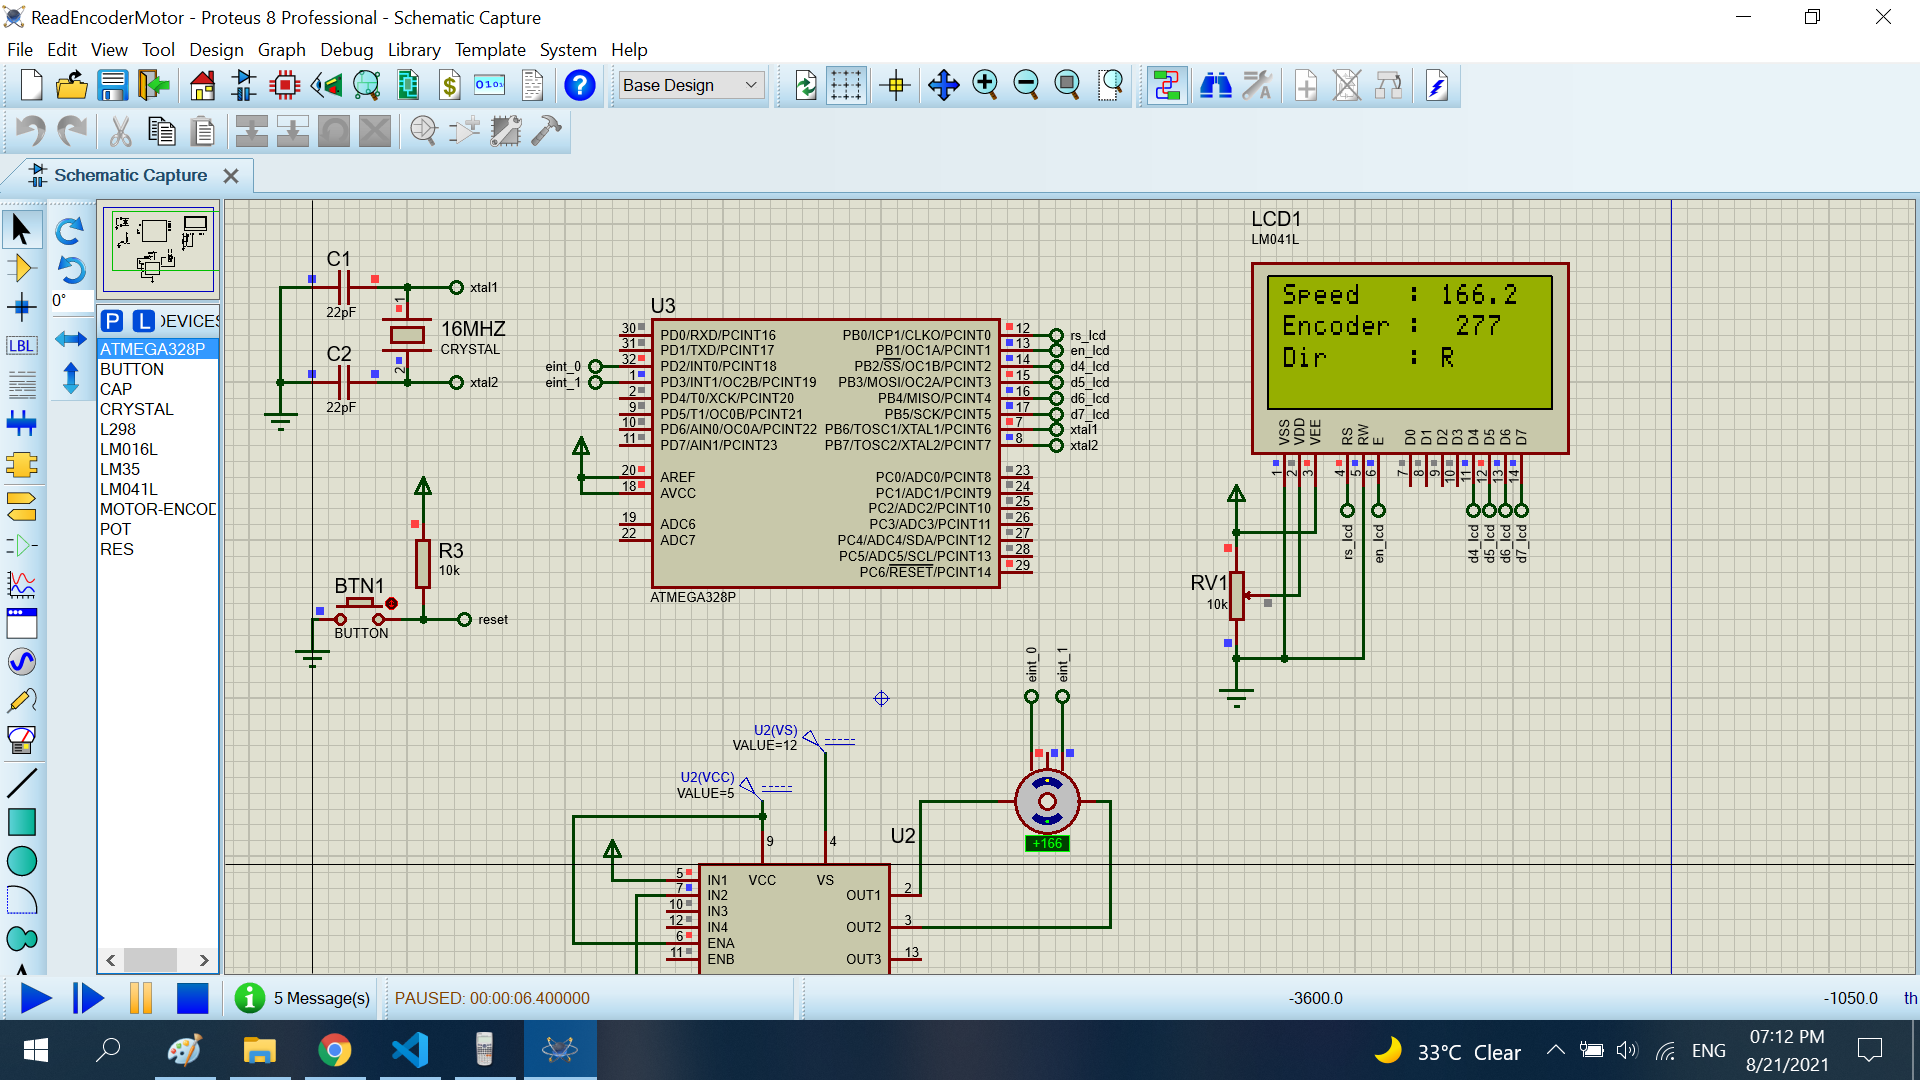 ReadEncoderMotor - Proteus 8 Professional - Schematic Capture
File Edit View Tool Design Graph Debug Library Template System Help
Base Design
Schematic Capture
0°
P L DEVICES
LBL
ATMEGA328P
BUTTON
CAP
CRYSTAL
L298
LM016L
LM35
LM041L
MOTOR-ENCOD
POT
RES
C1
22pF
xtal1
1
16MHZ
CRYSTAL
2
C2
22pF
xtal2
R3
10k
BTN1
BUTTON
reset
U3
30 PD0/RXD/PCINT16
31 PD1/TXD/PCINT17
eint_0 32 PD2/INT0/PCINT18
eint_1 1 PD3/INT1/OC2B/PCINT19
2 PD4/T0/XCK/PCINT20
9 PD5/T1/OC0B/PCINT21
10 PD6/AIN0/OC0A/PCINT22
11 PD7/AIN1/PCINT23
20 AREF
18 AVCC
19 ADC6
22 ADC7
PB0/ICP1/CLKO/PCINT0 12 rs_lcd
PB1/OC1A/PCINT1 13 en_lcd
PB2/SS/OC1B/PCINT2 14 d4_lcd
PB3/MOSI/OC2A/PCINT3 15 d5_lcd
PB4/MISO/PCINT4 16 d6_lcd
PB5/SCK/PCINT5 17 d7_lcd
PB6/TOSC1/XTAL1/PCINT6 7 xtal1
PB7/TOSC2/XTAL2/PCINT7 8 xtal2
PC0/ADC0/PCINT8 23
PC1/ADC1/PCINT9 24
PC2/ADC2/PCINT10 25
PC3/ADC3/PCINT11 26
PC4/ADC4/SDA/PCINT12 27
PC5/ADC5/SCL/PCINT13 28
PC6/RESET/PCINT14 29
ATMEGA328P
LCD1
LM041L
Speed : 166.2
Encoder : 277
Dir : R
VSS VDD VEE RS RW E D0 D1 D2 D3 D4 D5 D6 D7
1 2 3 4 5 6 7 8 9 10 11 12 13 14
rs_lcd en_lcd d4_lcd d5_lcd d6_lcd d7_lcd
RV1
10k
eint_0 eint_1
+166
U2(VS)
VALUE=12
U2(VCC)
VALUE=5
U2
9 4
5 IN1 VCC VS
7 IN2 OUT1 2
10 IN3
12 IN4 OUT2 3
6 ENA
11 ENB OUT3 13
5 Message(s) PAUSED: 00:00:06.400000 -3600.0 -1050.0 th
33°C Clear ENG 07:12 PM
8/21/2021